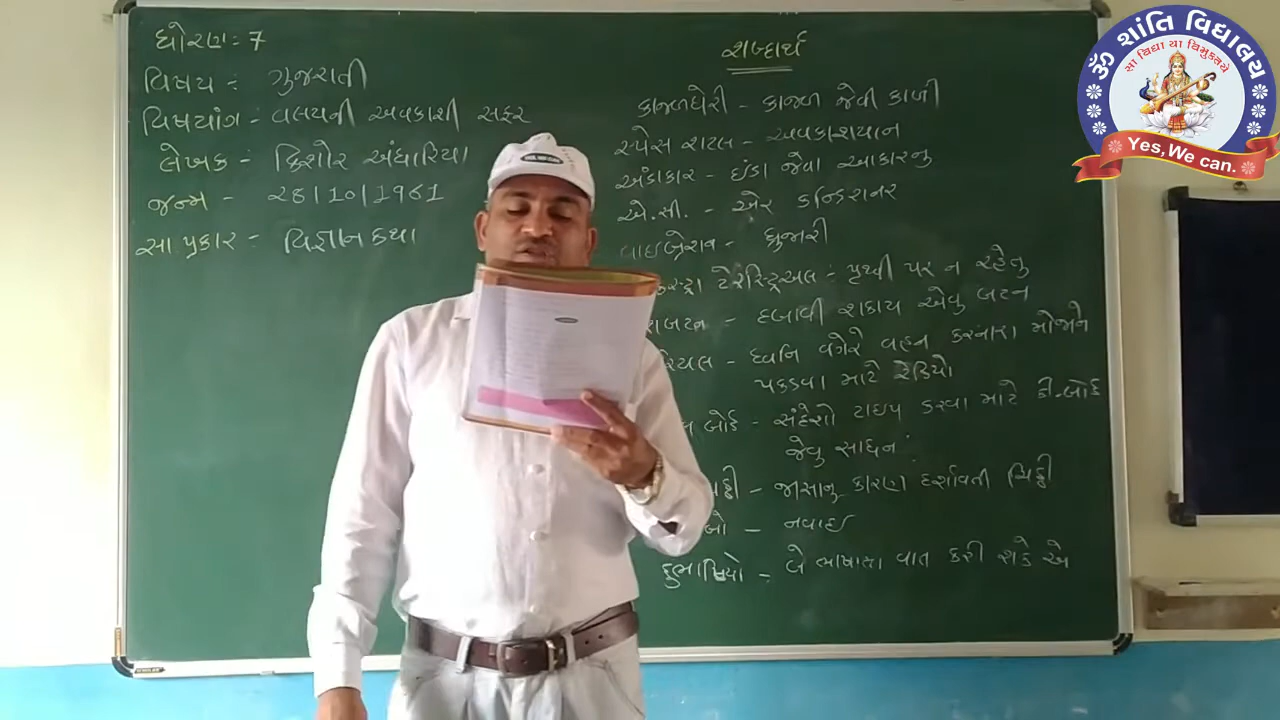 ધોરણ : 7
વિષય : ગુજરાતી
વિષયાંગ :- વલયની અવકાશી સફર
લેખક :- કિશોર અંધારિયા
જન્મ - 28/10/1961
સા પ્રકાર :- વિજ્ઞાનકથા
શબ્દાર્થ
કાજળઘેરી - કાજળ જેવી કાળી
સ્પેસ શટલ - અવકાશયાન
અંડાકાર - ઇંડા જેવા આકારનુ
એ.સી. - એર કન્ડિશનર
વાઇબ્રેશન - ધ્રુજારી
ટેરેસ્ટ્રિઅલ - પૃથ્વી પર ન રહેતુ
બટન - દબાવી શકાય એવુ બટન
- ધ્વનિ વગેરે વહન કરનારા મોજાને
પકડવા માટે રેડિયો
બોર્ડ - સંદેશો ટાઇપ કરવા માટે કી-બોર્ડ
જેવુ સાધન
- જાસાનુ કારણ દર્શાવતી ચિઠ્ઠી
- નવાઈ
દુભાષિયો - બે ભાષામા વાત કરી શકે એ
ૐ શાંતિ વિદ્યાલય
સા વિદ્યા યા વિમુક્તયે
Yes,We can.